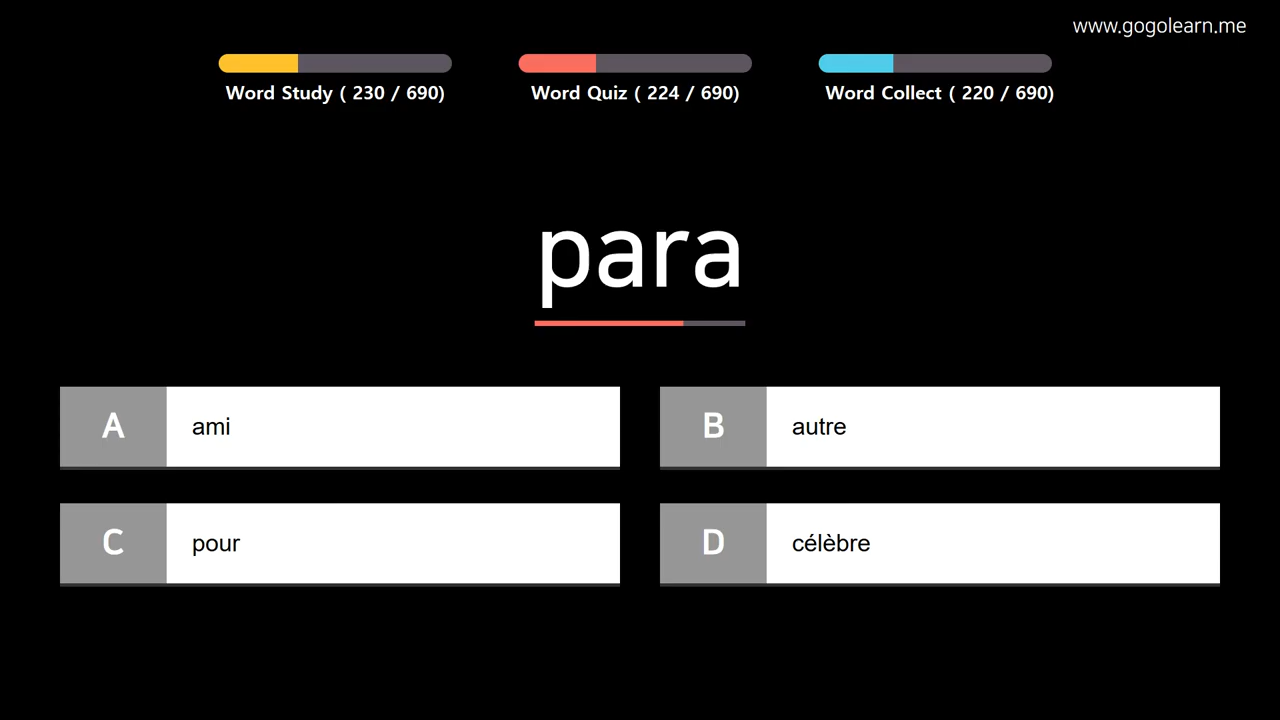 www.gogolearn.me
Word Study ( 230 / 690)
Word Quiz ( 224 / 690)
Word Collect ( 220 / 690)
para
A ami
B autre
C pour
D célèbre